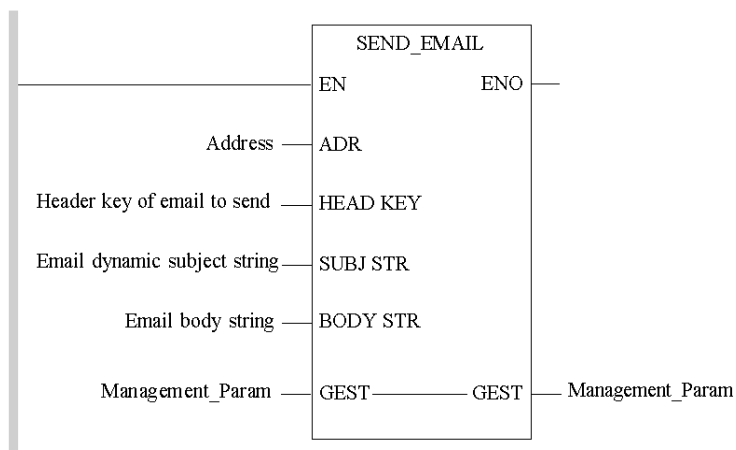 SEND_EMAIL
EN ENO
Address ADR
Header key of email to send HEAD KEY
Email dynamic subject string SUBJ STR
Email body string BODY STR
Management_Param GEST GEST Management_Param